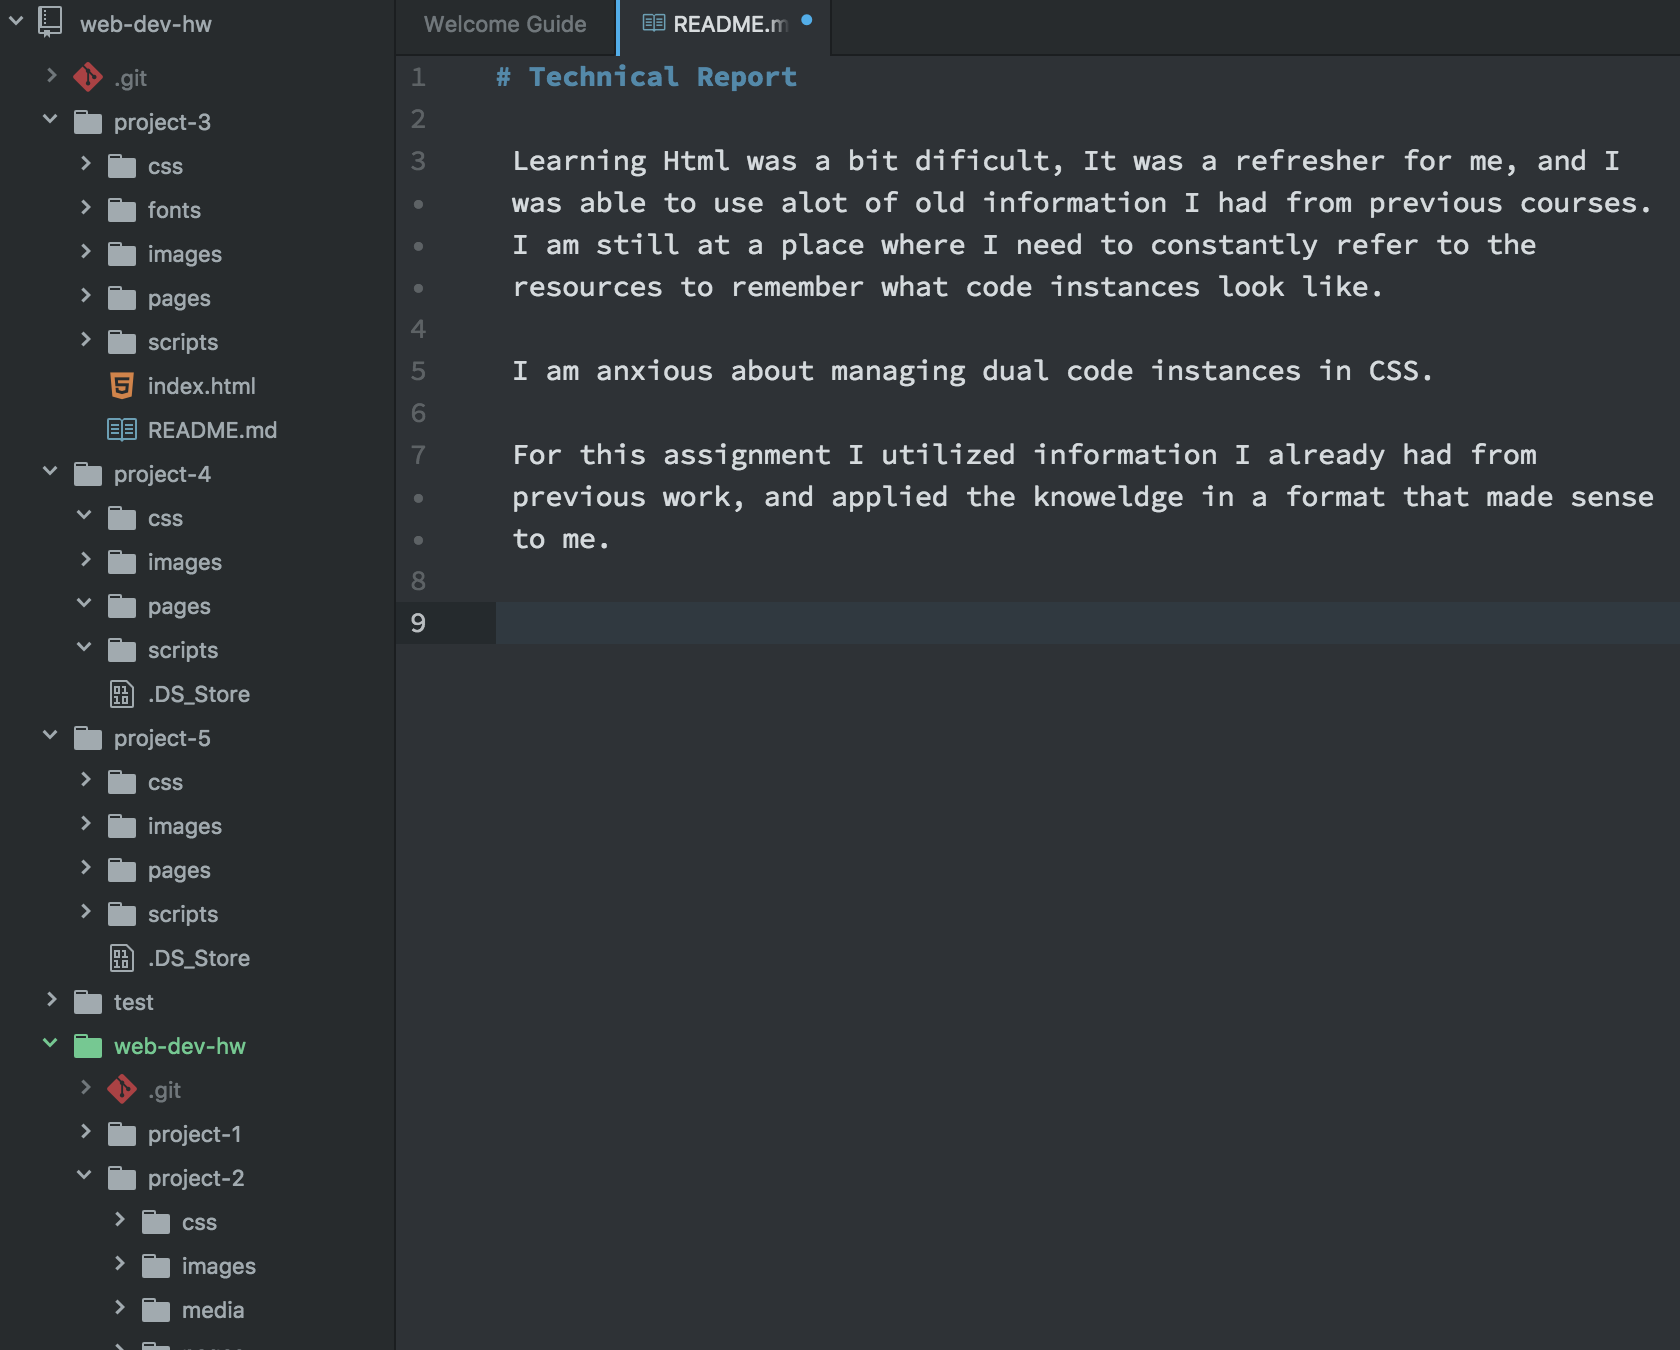 web-dev-hw
.git
project-3
css
fonts
images
pages
scripts
index.html
README.md
project-4
css
images
pages
scripts
.DS_Store
project-5
css
images
pages
scripts
.DS_Store
test
web-dev-hw
.git
project-1
project-2
css
images
media
Welcome Guide
README.m
1 # Technical Report
2
3 Learning Html was a bit dificult, It was a refresher for me, and I
was able to use alot of old information I had from previous courses.
I am still at a place where I need to constantly refer to the
resources to remember what code instances look like.
4
5 I am anxious about managing dual code instances in CSS.
6
7 For this assignment I utilized information I already had from
previous work, and applied the knoweldge in a format that made sense
to me.
8
9